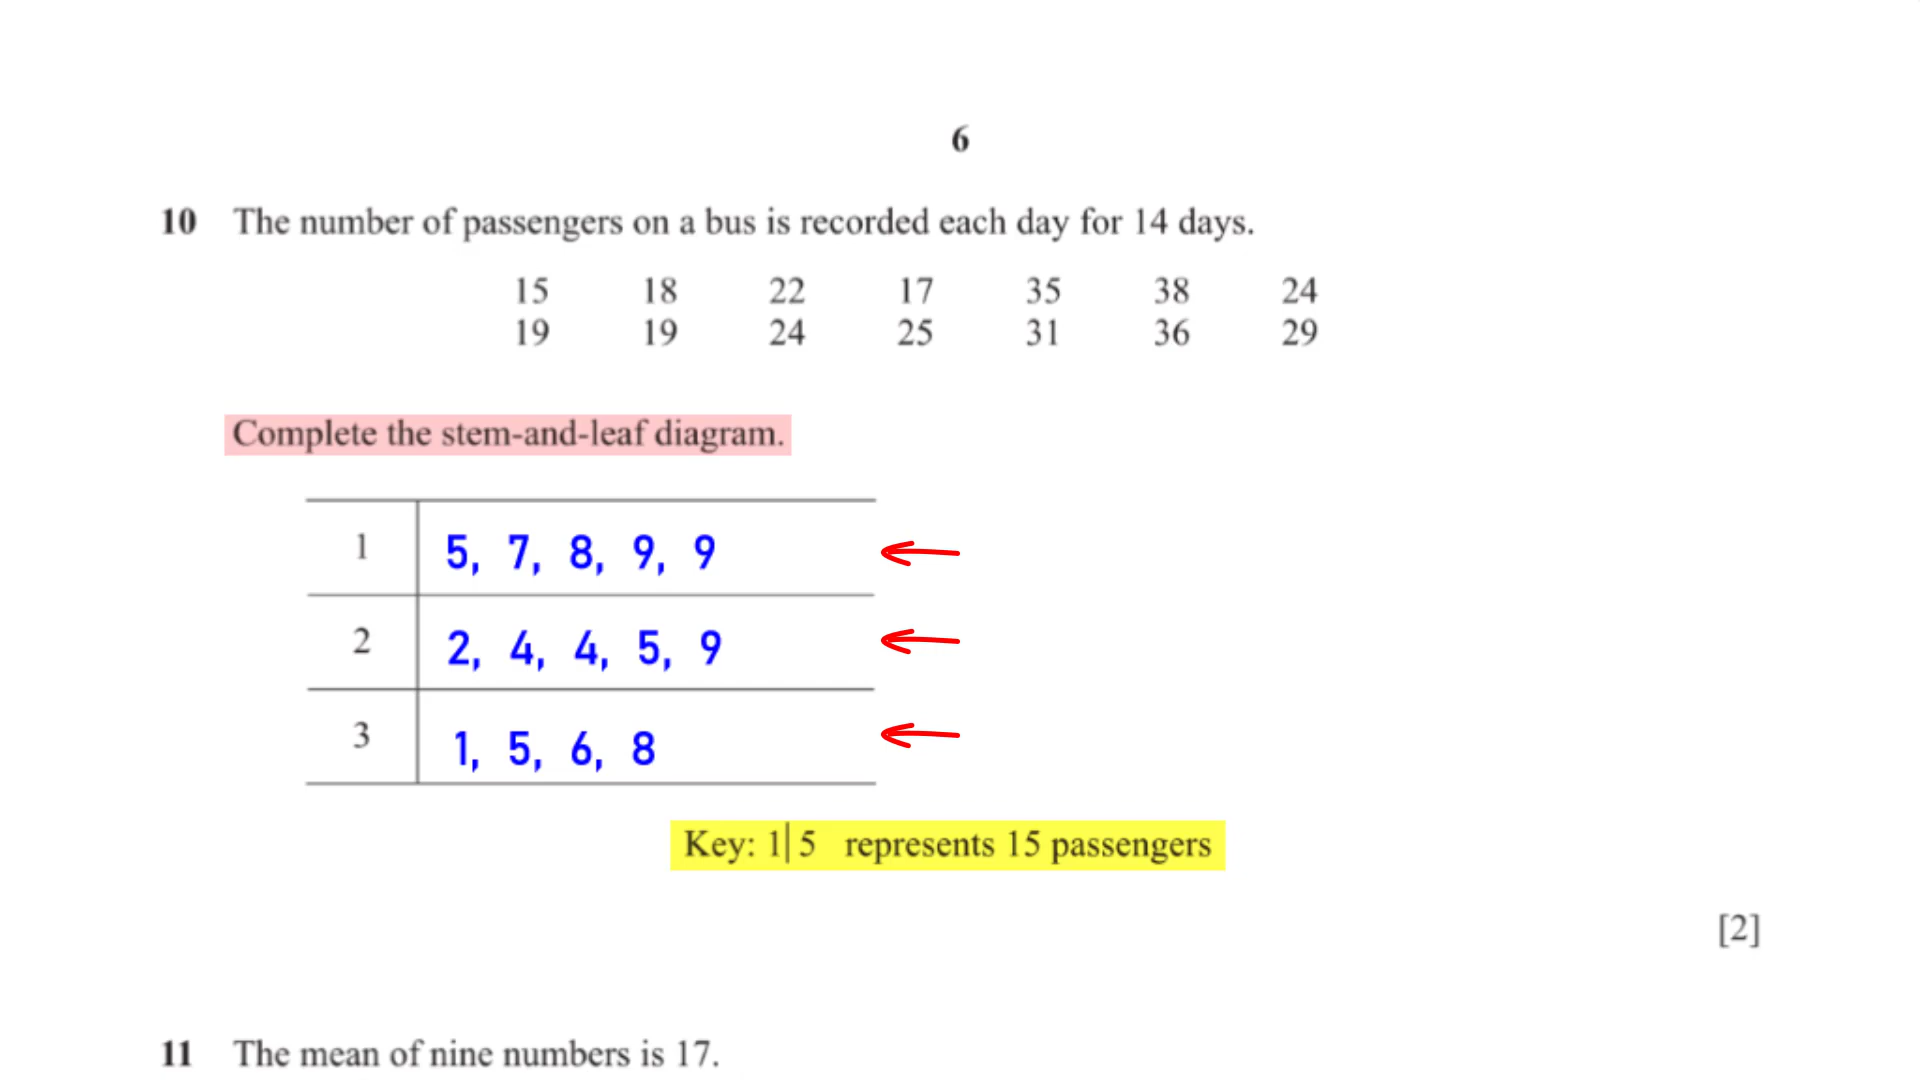 6
10 The number of passengers on a bus is recorded each day for 14 days.
15 18 22 17 35 38 24
19 19 24 25 31 36 29
Complete the stem-and-leaf diagram.
1 5, 7, 8, 9, 9
2 2, 4, 4, 5, 9
3 1, 5, 6, 8
Key: 1| 5 represents 15 passengers
[2]
11 The mean of nine numbers is 17.